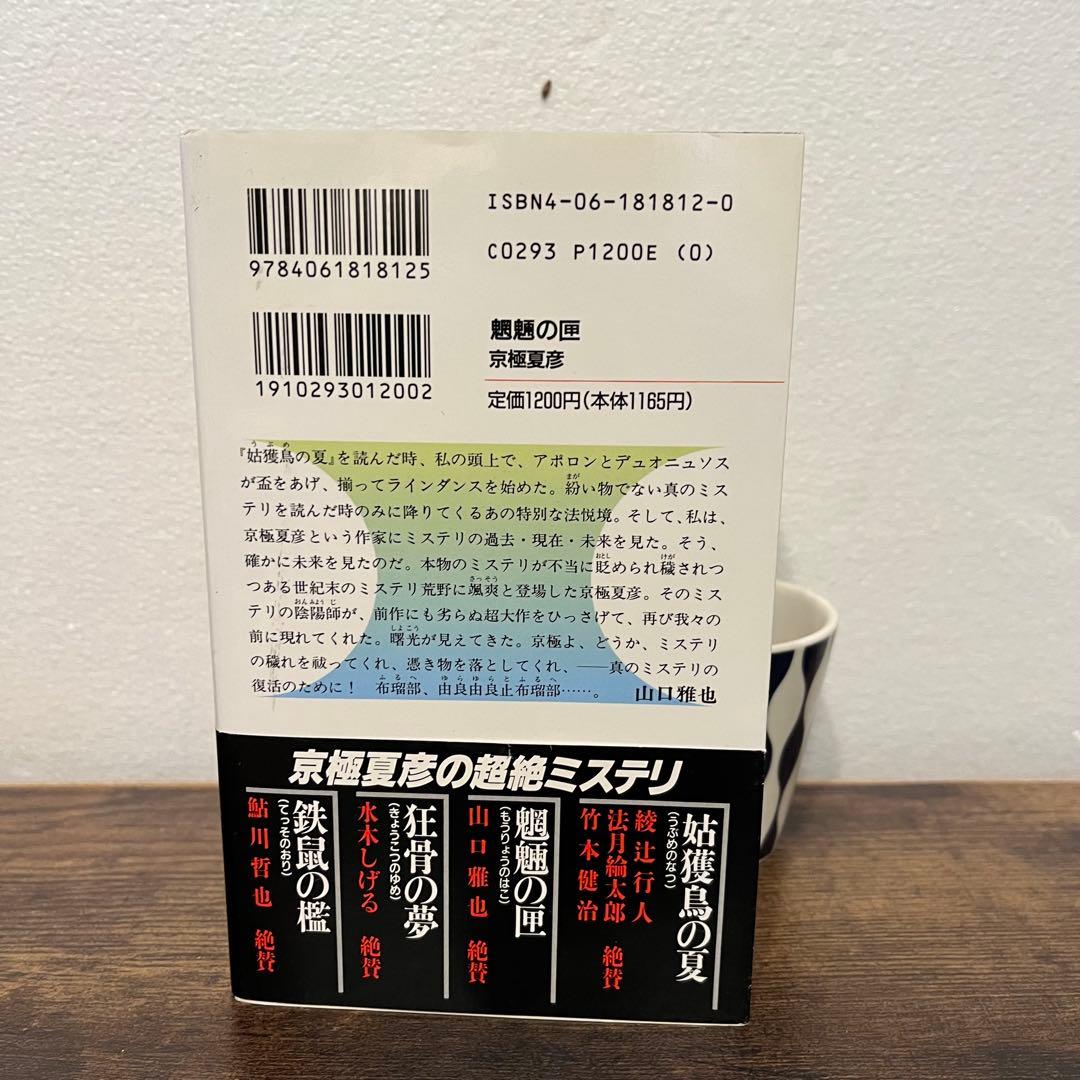 ISBN4-06-181812-0
C0293 P1200E (0)
9784061818125
1910293012002
魍魎の匣
京極夏彦
定価1200円(本体1165円)
『姑獲鳥の夏』を読んだ時、私の頭上で、アポロンとデュオニュソス
が盃をあげ、揃ってラインダンスを始めた。紛い物でない真のミス
テリを読んだ時のみに降りてくるあの特別な法悦境。そして、私は、
京極夏彦という作家にミステリの過去・現在・未来を見た。そう、
確かに未来を見たのだ。本物のミステリが不当に貶められ穢されつ
つある世紀末のミステリ荒野に颯爽と登場した京極夏彦。そのミス
テリの陰陽師が、前作にも劣らぬ超大作をひっさげて、再び我々の
前に現れてくれた。曙光が見えてきた。京極よ、どうか、ミステリ
の穢れを祓ってくれ、憑き物を落としてくれ、――真のミステリの
復活のために! 布瑠部、由良由良止布瑠部……。 山口雅也
京極夏彦の超絶ミステリ
姑獲鳥の夏
(うぶめのなつ)
綾辻行人
法月綸太郎 絶賛
竹本健治
魍魎の匣
(もうりょうのはこ)
山口雅也 絶賛
狂骨の夢
(きょうこつのゆめ)
水木しげる 絶賛
鉄鼠の檻
(てっそのおり)
鮎川哲也 絶賛